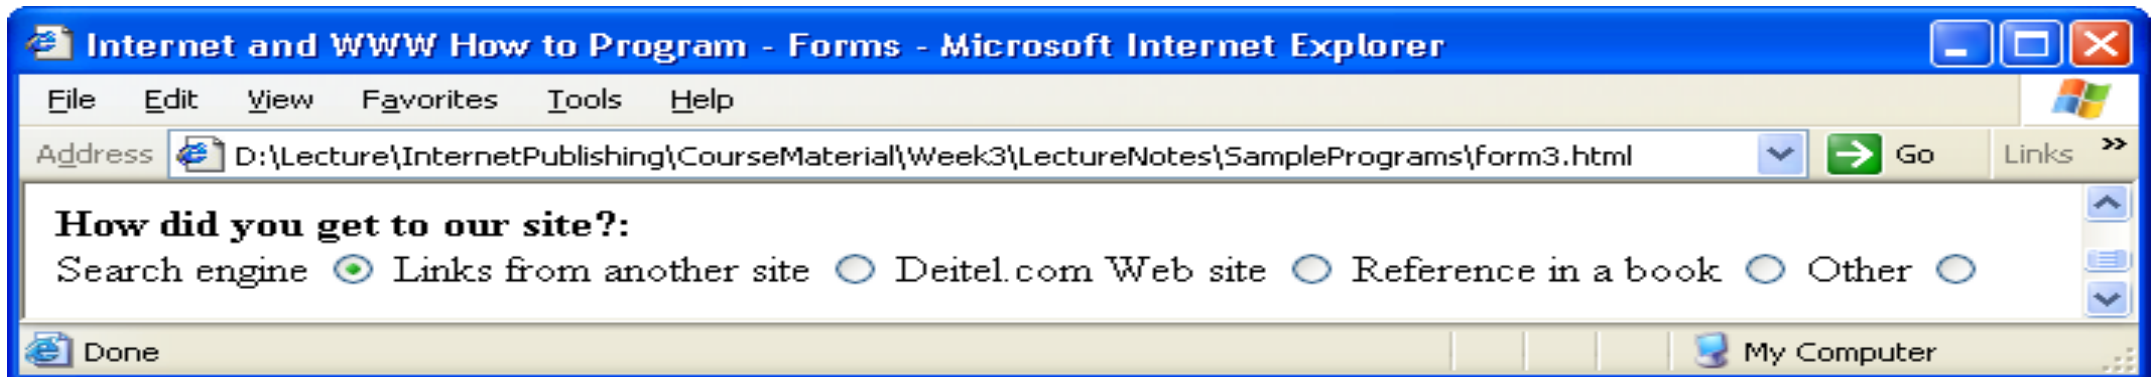 Internet and WWW How to Program - Forms - Microsoft Internet Explorer
File Edit View Favorites Tools Help
Address D:\Lecture\InternetPublishing\CourseMaterial\Week3\LectureNotes\SamplePrograms\form3.html Go Links »
How did you get to our site?:
Search engine Links from another site Deitel.com Web site Reference in a book Other
Done My Computer